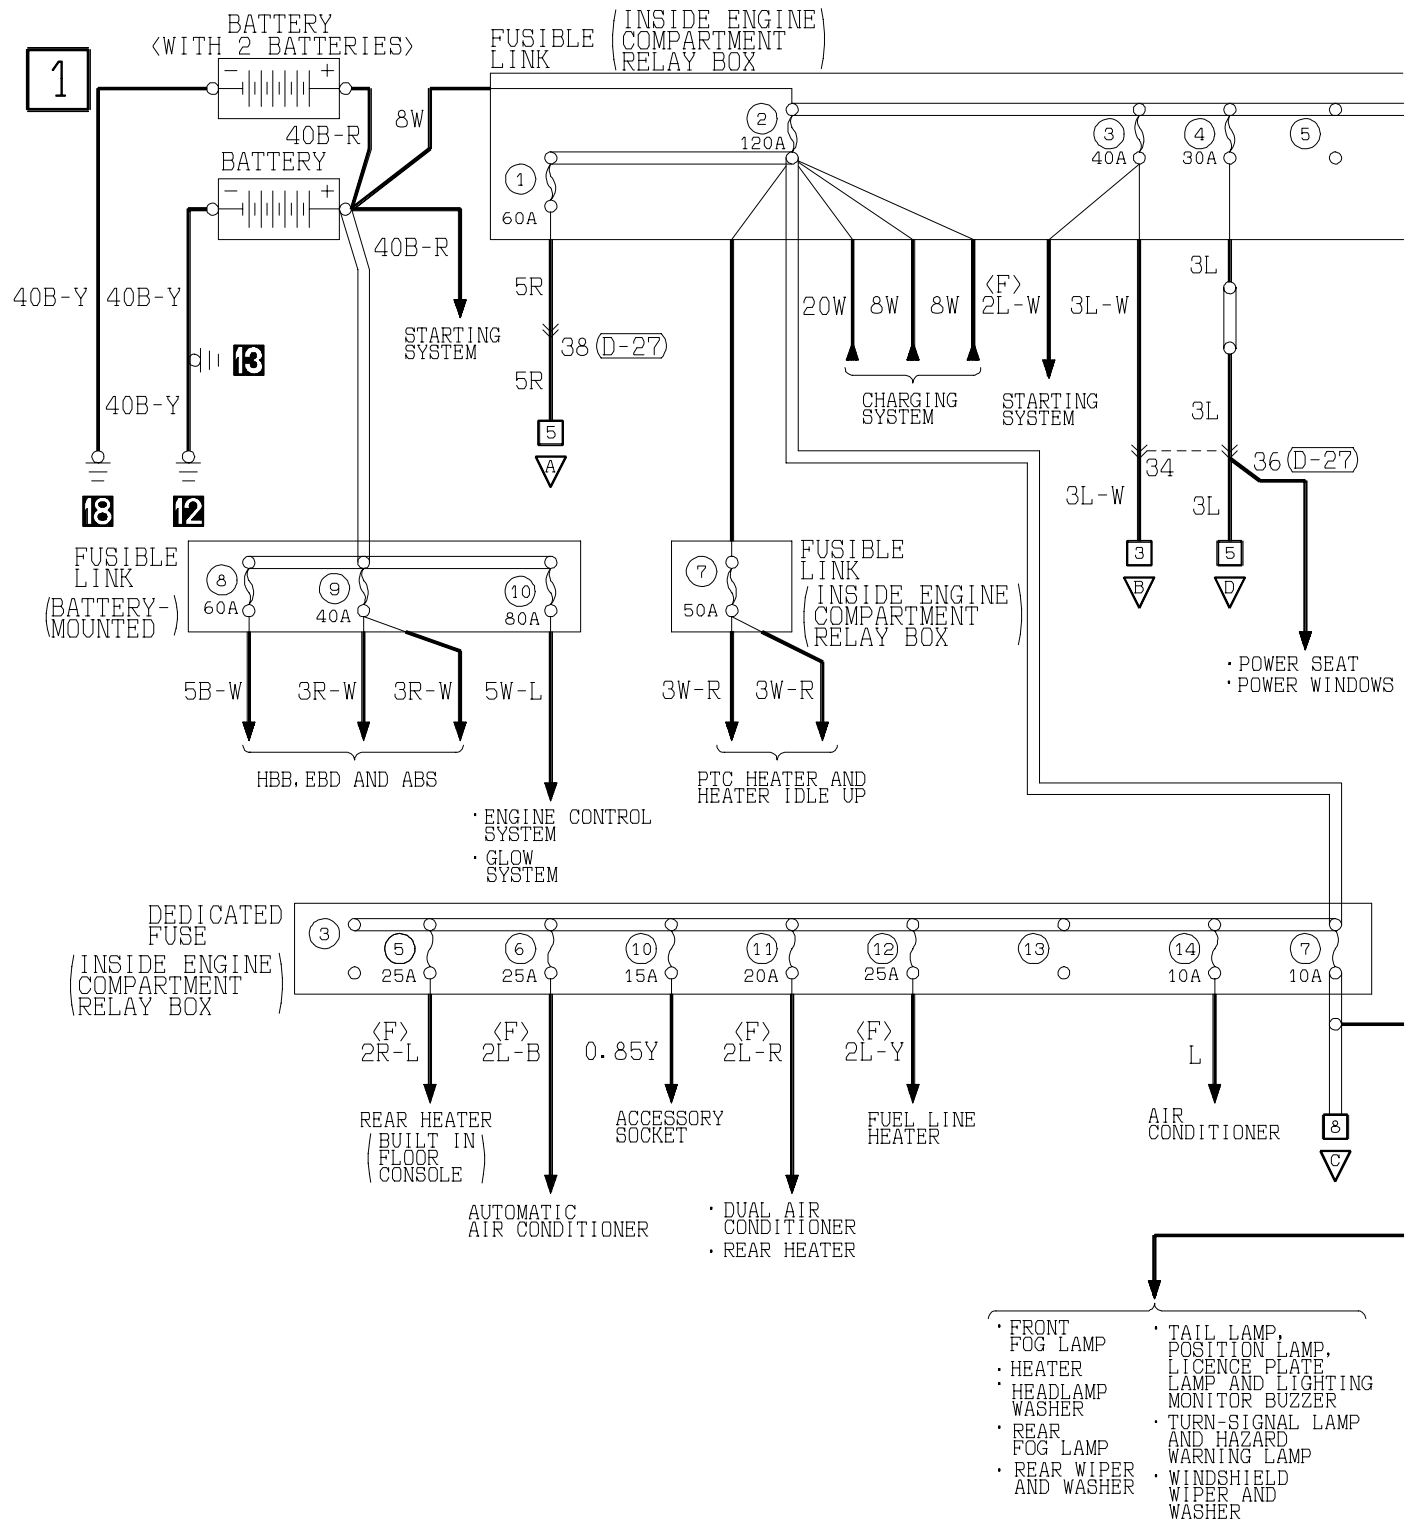 1
BATTERY
〈WITH 2 BATTERIES〉
− +
40B-R
8W
BATTERY
− +
40B-R
STARTING
SYSTEM
40B-Y
40B-Y
13
40B-Y
18
12
FUSIBLE
LINK
(INSIDE ENGINE
COMPARTMENT
RELAY BOX)
1
60A
2
120A
3
40A
4
30A
5
5R
38 (D-27)
5R
5
A
20W
8W
8W
CHARGING
SYSTEM
〈F〉
2L-W
STARTING
SYSTEM
3L-W
34
3L-W
3
B
3L
3L
36 (D-27)
3L
5
D
· POWER SEAT
· POWER WINDOWS
FUSIBLE
LINK
(BATTERY-
MOUNTED)
8
60A
9
40A
10
80A
5B-W
3R-W
3R-W
5W-L
HBB, EBD AND ABS
· ENGINE CONTROL
SYSTEM
· GLOW
SYSTEM
7
50A
FUSIBLE
LINK
(INSIDE ENGINE
COMPARTMENT
RELAY BOX)
3W-R
3W-R
PTC HEATER AND
HEATER IDLE UP
DEDICATED
FUSE
(INSIDE ENGINE
COMPARTMENT
RELAY BOX)
3
5
25A
6
25A
10
15A
11
20A
12
25A
13
14
10A
7
10A
〈F〉
2R-L
REAR HEATER
(BUILT IN
FLOOR
CONSOLE)
〈F〉
2L-B
AUTOMATIC
AIR CONDITIONER
0.85Y
ACCESSORY
SOCKET
〈F〉
2L-R
· DUAL AIR
CONDITIONER
· REAR HEATER
〈F〉
2L-Y
FUEL LINE
HEATER
L
AIR
CONDITIONER
8
C
· FRONT
FOG LAMP
· HEATER
· HEADLAMP
WASHER
· REAR
FOG LAMP
· REAR WIPER
AND WASHER
· TAIL LAMP,
POSITION LAMP,
LICENCE PLATE
LAMP AND LIGHTING
MONITOR BUZZER
· TURN-SIGNAL LAMP
AND HAZARD
WARNING LAMP
· WINDSHIELD
WIPER AND
WASHER